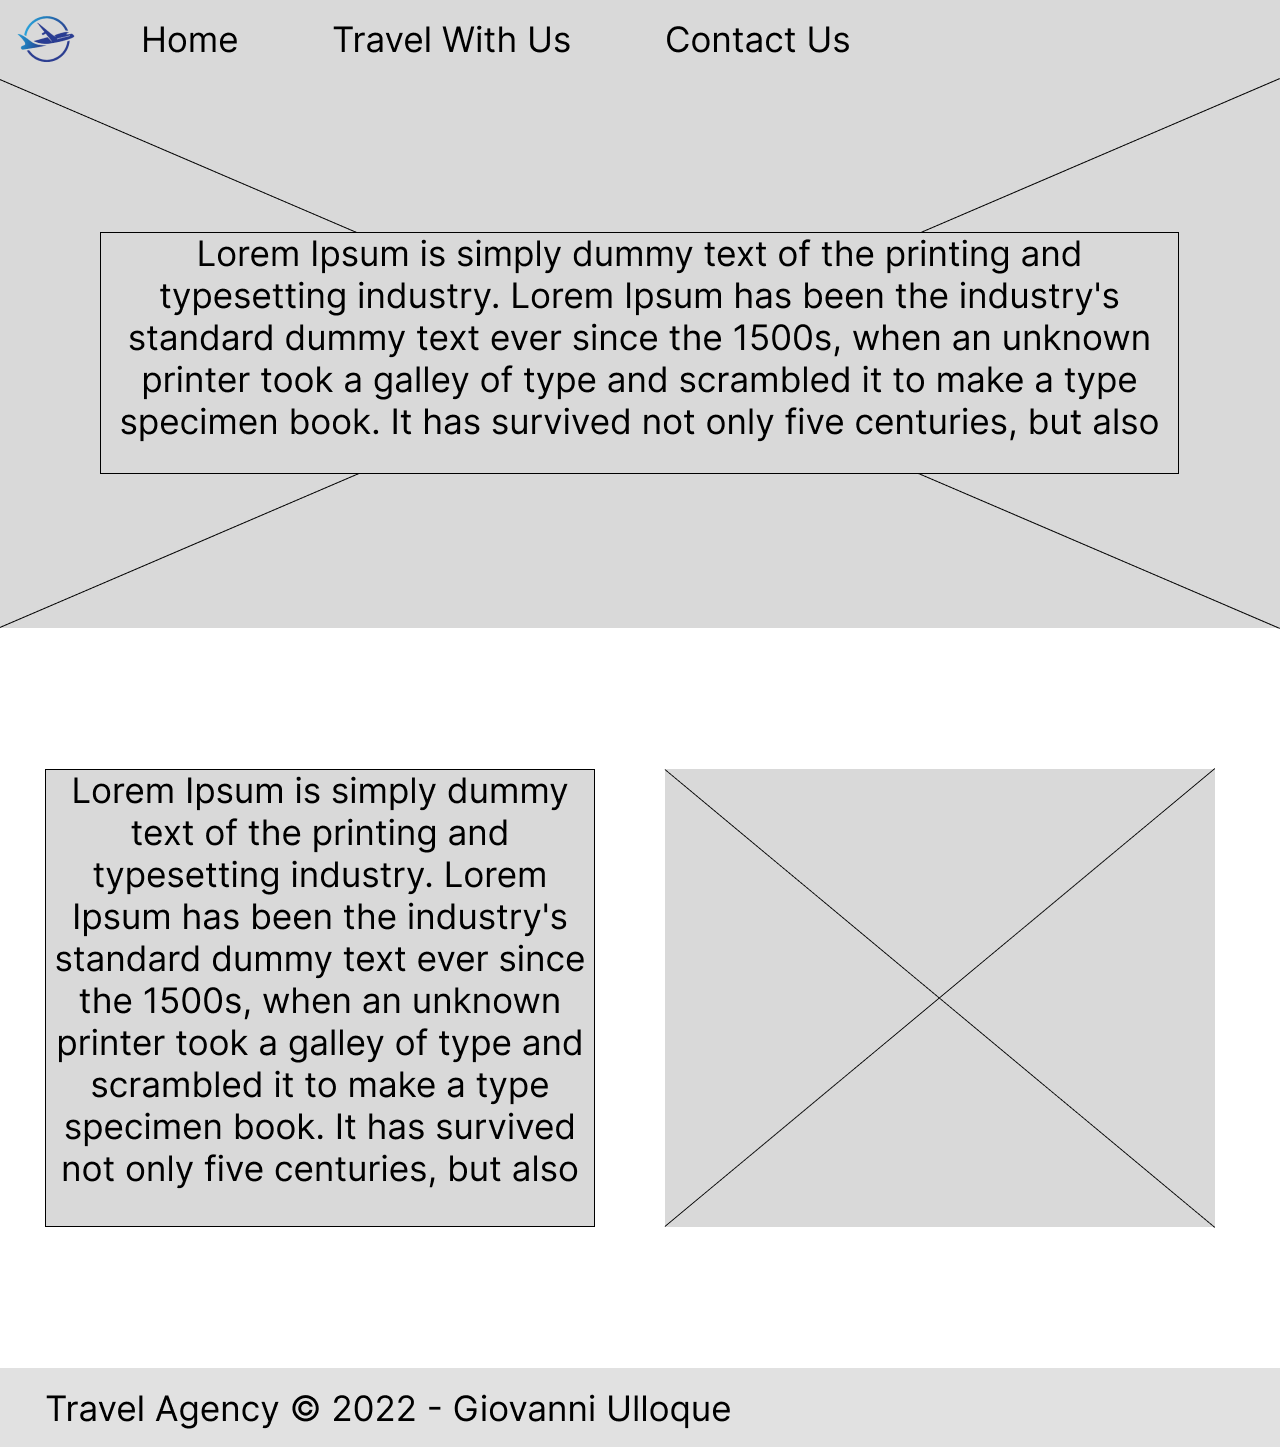 Home Travel With Us Contact Us
Lorem Ipsum is simply dummy text of the printing and
typesetting industry. Lorem Ipsum has been the industry's
standard dummy text ever since the 1500s, when an unknown
printer took a galley of type and scrambled it to make a type
specimen book. It has survived not only five centuries, but also
Lorem Ipsum is simply dummy
text of the printing and
typesetting industry. Lorem
Ipsum has been the industry's
standard dummy text ever since
the 1500s, when an unknown
printer took a galley of type and
scrambled it to make a type
specimen book. It has survived
not only five centuries, but also
Travel Agency © 2022 - Giovanni Ulloque